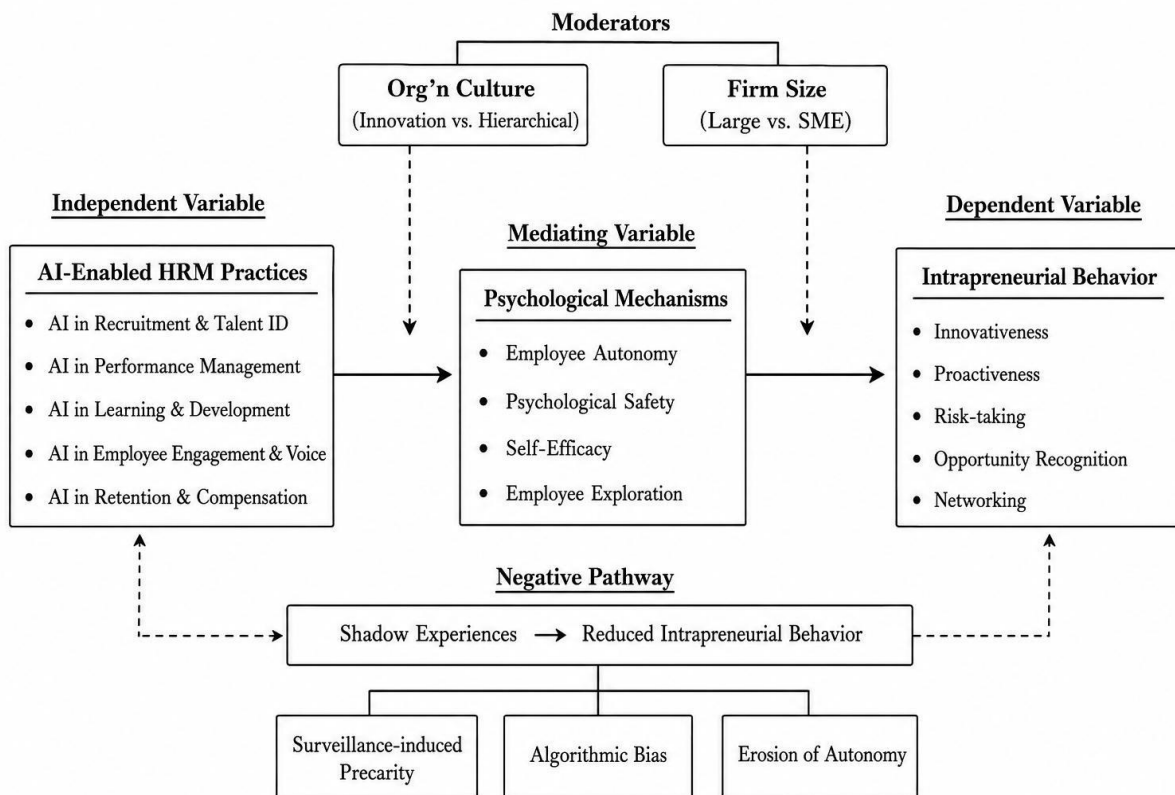 Moderators
Org’n Culture
(Innovation vs. Hierarchical)
Firm Size
(Large vs. SME)
Independent Variable
AI-Enabled HRM Practices
• AI in Recruitment & Talent ID
• AI in Performance Management
• AI in Learning & Development
• AI in Employee Engagement & Voice
• AI in Retention & Compensation
Mediating Variable
Psychological Mechanisms
• Employee Autonomy
• Psychological Safety
• Self-Efficacy
• Employee Exploration
Dependent Variable
Intrapreneurial Behavior
• Innovativeness
• Proactiveness
• Risk-taking
• Opportunity Recognition
• Networking
Negative Pathway
Shadow Experiences → Reduced Intrapreneurial Behavior
Surveillance-induced
Precarity
Algorithmic Bias
Erosion of Autonomy